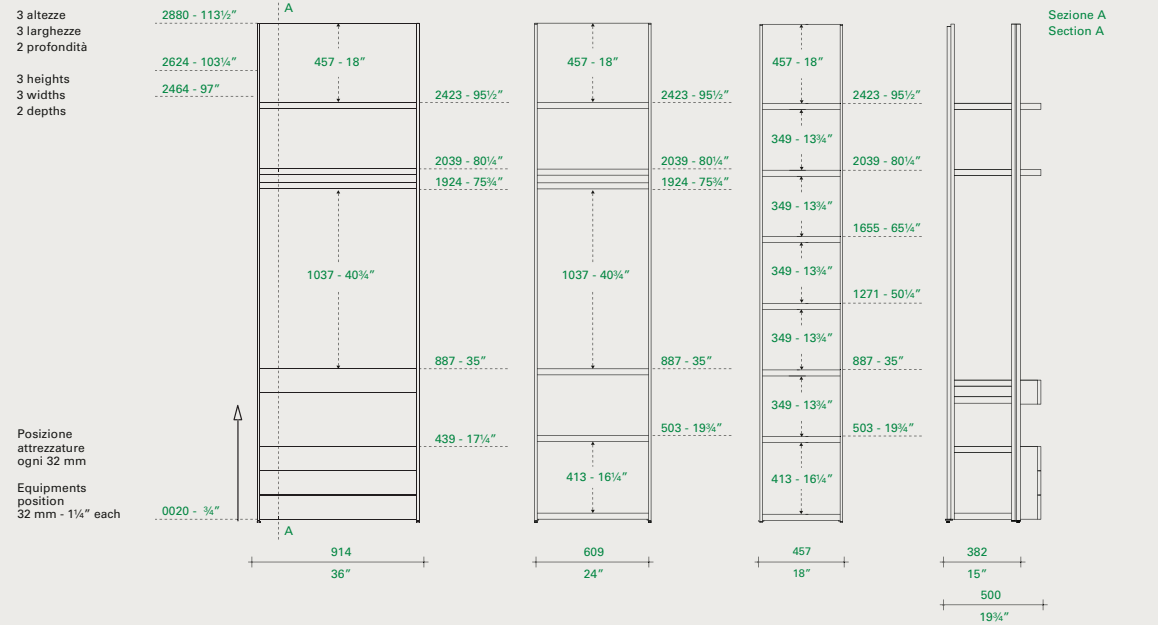 3 altezze
3 larghezze
2 profondità
3 heights
3 widths
2 depths
2880 - 113½”
2624 - 103¼”
2464 - 97”
A
457 - 18”
2423 - 95½”
2039 - 80¼”
1924 - 75¾”
1037 - 40¾”
887 - 35”
439 - 17¼”
Posizione
attrezzature
ogni 32 mm
Equipments
position
32 mm - 1¼” each
0020 - ¾”
A
914
36”
457 - 18”
2423 - 95½”
2039 - 80¼”
1924 - 75¾”
1037 - 40¾”
887 - 35”
503 - 19¾”
413 - 16¼”
609
24”
457 - 18”
2423 - 95½”
349 - 13¾”
2039 - 80¼”
349 - 13¾”
1655 - 65¼”
349 - 13¾”
1271 - 50¼”
349 - 13¾”
887 - 35”
349 - 13¾”
503 - 19¾”
413 - 16¼”
457
18”
Sezione A
Section A
382
15”
500
19¾”